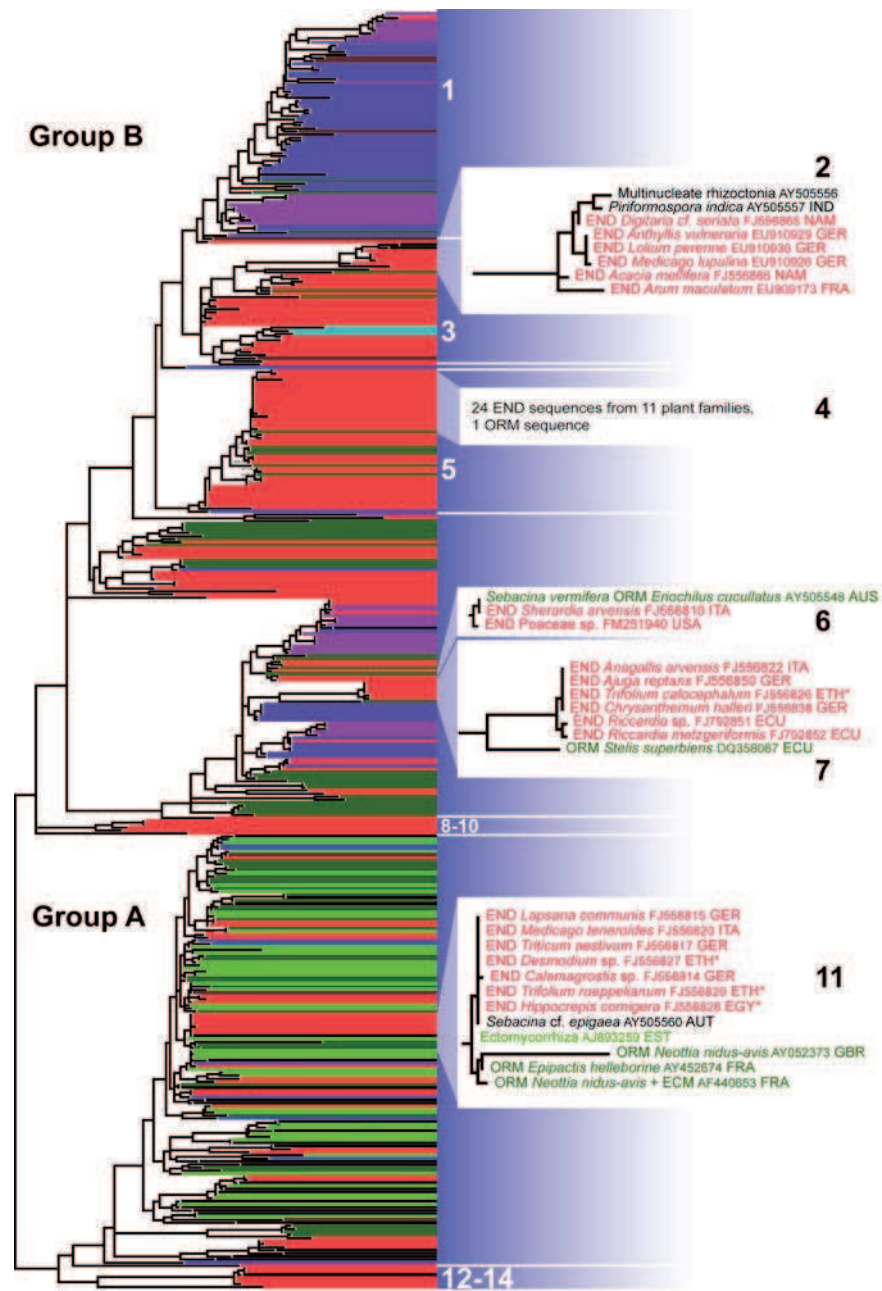 Group B
1
2
Multinucleate rhizoctonia AY505556
Piriformospora indica AY505557 IND
END Digitaria cf. seriata FJ556865 NAM
END Anthyllis vulneraria EU910929 GER
END Lolium perenne EU910936 GER
END Medicago lupulina EU910926 GER
END Acacia mellifera FJ556866 NAM
END Arum maculatum EU909173 FRA
3
24 END sequences from 11 plant families,
1 ORM sequence
4
5
Sebacina vermifera ORM Eriochilus cucullatus AY505548 AUS
END Sherardia arvensis FJ556810 ITA
END Poaceae sp. FM251940 USA
6
END Anagallis arvensis FJ556822 ITA
END Ajuga reptans FJ556850 GER
END Trifolium calocephalum FJ556826 ETH*
END Chrysanthemum halleri FJ556838 GER
END Riccardia sp. FJ792851 ECU
END Riccardia metzgeriformis FJ792852 ECU
ORM Stelis superbiens DQ358067 ECU
7
8-10
Group A
END Lapsana communis FJ556815 GER
END Medicago teneroides FJ556820 ITA
END Triticum aestivum FJ556817 GER
END Desmodium sp. FJ556827 ETH*
END Calamagrostis sp. FJ556814 GER
END Trifolium rueppelianum FJ556829 ETH*
END Hippocrepis cornigera FJ556828 EGY*
Sebacina cf. epigaea AY505560 AUT
Ectomycorrhiza AJ893259 EST
ORM Neottia nidus-avis AY052373 GBR
ORM Epipactis helleborine AY452674 FRA
ORM Neottia nidus-avis + ECM AF440653 FRA
11
12-14